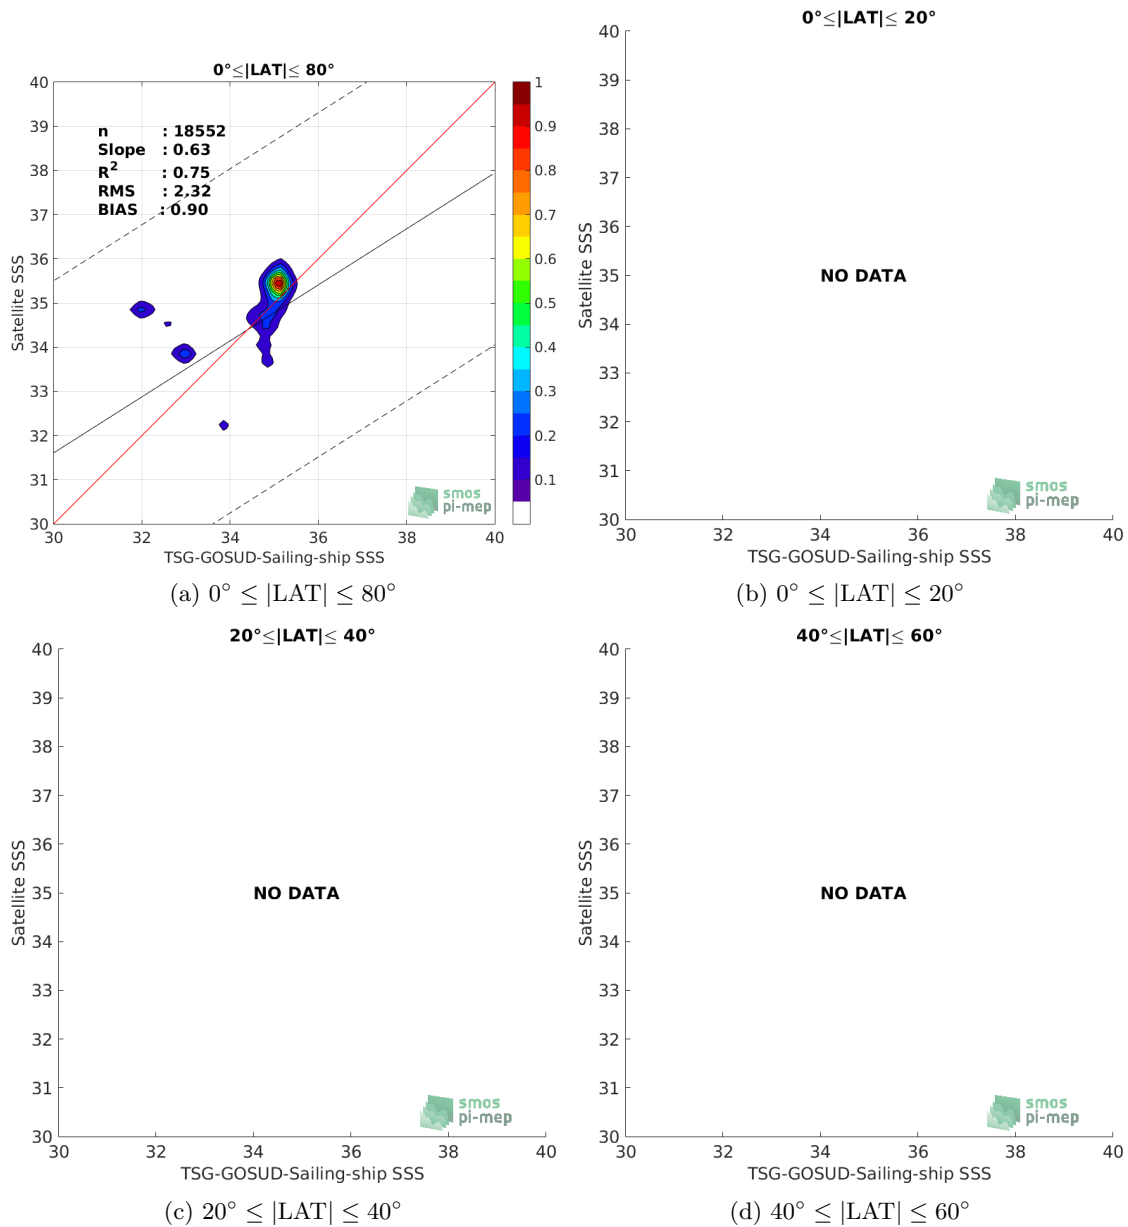 0°≤|LAT|≤ 80°
40
39
38
37
36
35
34
33
32
31
30
Satellite SSS
n : 18552
Slope : 0.63
R² : 0.75
RMS : 2.32
BIAS : 0.90
1
0.9
0.8
0.7
0.6
0.5
0.4
0.3
0.2
0.1
smos
pi-mep
30 32 34 36 38 40
TSG-GOSUD-Sailing-ship SSS
(a) 0° ≤ |LAT| ≤ 80°
0°≤|LAT|≤ 20°
40
39
38
37
36
35
34
33
32
31
30
Satellite SSS
NO DATA
smos
pi-mep
30 32 34 36 38 40
TSG-GOSUD-Sailing-ship SSS
(b) 0° ≤ |LAT| ≤ 20°
20°≤|LAT|≤ 40°
40
39
38
37
36
35
34
33
32
31
30
Satellite SSS
NO DATA
smos
pi-mep
30 32 34 36 38 40
TSG-GOSUD-Sailing-ship SSS
(c) 20° ≤ |LAT| ≤ 40°
40°≤|LAT|≤ 60°
40
39
38
37
36
35
34
33
32
31
30
Satellite SSS
NO DATA
smos
pi-mep
30 32 34 36 38 40
TSG-GOSUD-Sailing-ship SSS
(d) 40° ≤ |LAT| ≤ 60°